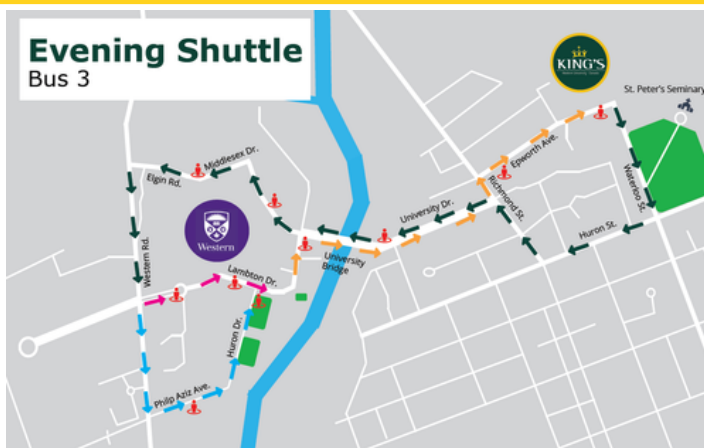 Evening Shuttle
Bus 3
KING'S
St. Peter's Seminary
Middlesex Dr.
Elgin Rd.
Epworth Ave.
Waterloo St.
Richmond St.
University Dr.
Huron St.
Western
Western Rd.
University
Bridge
Lambton Dr.
Huron Dr.
Philp Aziz Ave.